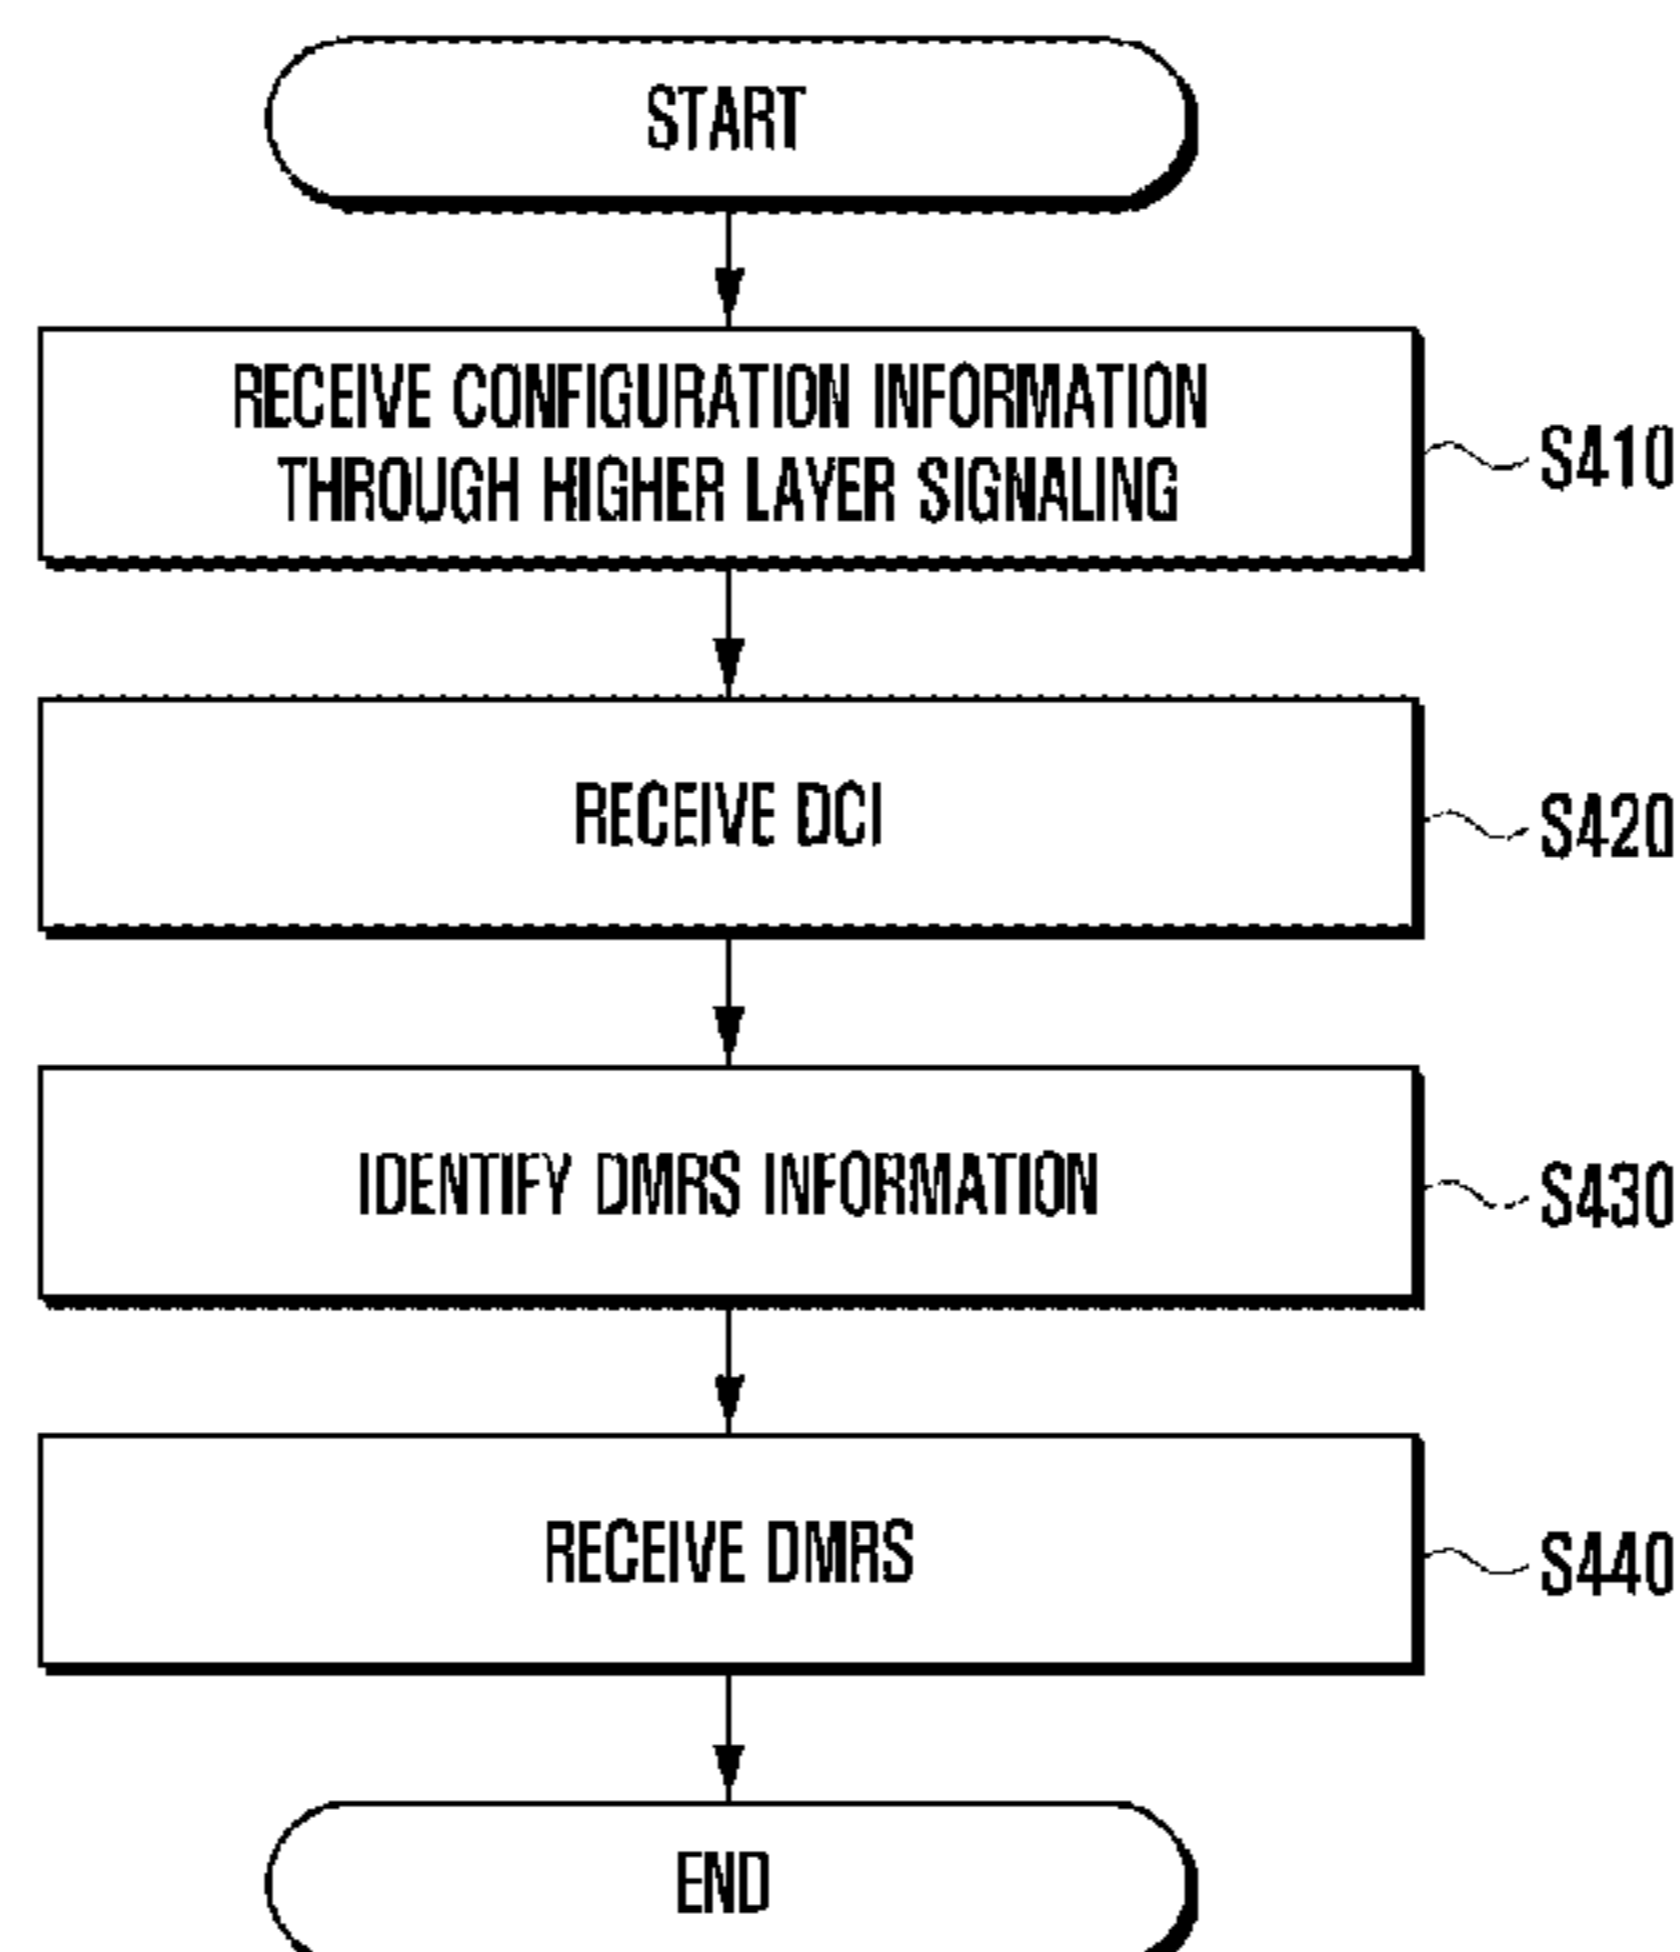 START
RECEIVE CONFIGURATION INFORMATION
THROUGH HIGHER LAYER SIGNALING
S410
RECEIVE DCI
S420
IDENTIFY DMRS INFORMATION
S430
RECEIVE DMRS
S440
END